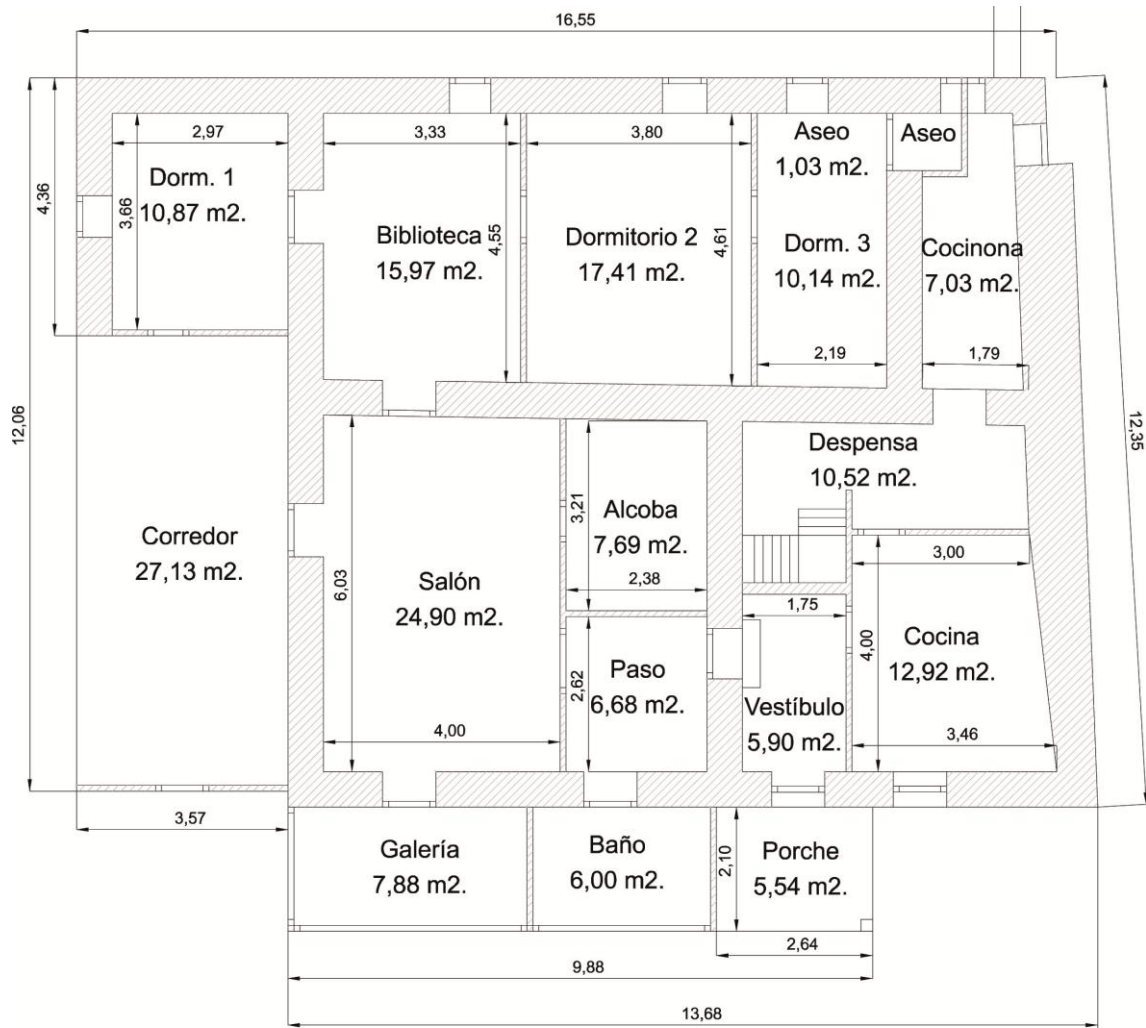 16,55
2,97
3,33
3,80
Aseo
1,03 m2.
Aseo
Dorm. 1
10,87 m2.
4,36
3,66
Biblioteca
15,97 m2.
4,55
Dormitorio 2
17,41 m2.
4,61
Dorm. 3
10,14 m2.
Cocinona
7,03 m2.
2,19
1,79
12,06
12,35
Despensa
10,52 m2.
Corredor
27,13 m2.
6,03
Salón
24,90 m2.
3,21
Alcoba
7,69 m2.
2,38
3,00
1,75
4,00
Cocina
12,92 m2.
2,62
Paso
6,68 m2.
Vestíbulo
5,90 m2.
4,00
3,46
3,57
Galería
7,88 m2.
Baño
6,00 m2.
2,10
Porche
5,54 m2.
2,64
9,88
13,68